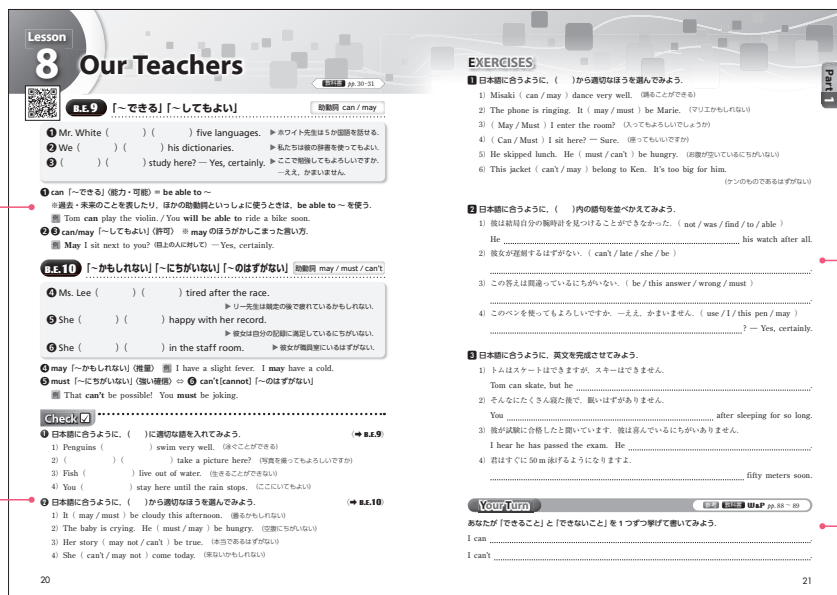 Lesson
8 Our Teachers
教科書 pp. 30-31
B.E.9 「～できる」「～してもよい」 助動詞 can / may
❶ Mr. White ( ) ( ) five languages. ▶ ホワイト先生は5か国語を話せる.
❷ We ( ) ( ) his dictionaries. ▶ 私たちは彼の辞書を使ってもよい.
❸ ( ) ( ) study here? ― Yes, certainly. ▶ ここで勉強してもよろしいですか.
―ええ, かまいません.
❶ can「～できる」〈能力・可能〉= be able to ～
※過去・未来のことを表したり, ほかの助動詞といっしょに使うときは, be able to ～ を使う.
例 Tom can play the violin. / You will be able to ride a bike soon.
❷❸ can/may「～してもよい」〈許可〉 ※ may のほうがかしこまった言い方.
例 May I sit next to you? (目上の人に対して) ― Yes, certainly.
B.E.10 「～かもしれない」「～にちがいない」「～のはずがない」 助動詞 may / must / can't
❹ Ms. Lee ( ) ( ) tired after the race.
▶ リー先生は競走の後で疲れているかもしれない.
❺ She ( ) ( ) happy with her record.
▶ 彼女は自分の記録に満足しているにちがいない.
❻ She ( ) ( ) in the staff room. ▶ 彼女が職員室にいるはずがない.
❹ may「～かもしれない」〈推量〉 例 I have a slight fever. I may have a cold.
❺ must「～にちがいない」〈強い確信〉⇔ ❻ can't[cannot]「～のはずがない」
例 That can't be possible! You must be joking.
Check
❶ 日本語に合うように, ( )に適切な語を入れてみよう. (➡ B.E.9)
1) Penguins ( ) swim very well. (泳ぐことができる)
2) ( ) ( ) take a picture here? (写真を撮ってもよろしいですか)
3) Fish ( ) live out of water. (生きることができない)
4) You ( ) stay here until the rain stops. (ここにいてもよい)
❷ 日本語に合うように, ( )から適切なほうを選んでみよう. (➡ B.E.10)
1) It ( may / must ) be cloudy this afternoon. (曇るかもしれない)
2) The baby is crying. He ( must / may ) be hungry. (空腹にちがいない)
3) Her story ( may not / can't ) be true. (本当であるはずがない)
4) She ( can't / may not ) come today. (来ないかもしれない)
20
EXERCISES
Part 1
1 日本語に合うように, ( )から適切なほうを選んでみよう.
1) Misaki ( can / may ) dance very well. (踊ることができる)
2) The phone is ringing. It ( may / must ) be Marie. (マリエかもしれない)
3) ( May / Must ) I enter the room? (入ってもよろしいでしょうか)
4) ( Can / Must ) I sit here? ― Sure. (座ってもいいですか)
5) He skipped lunch. He ( must / can't ) be hungry. (お腹が空いているにちがいない)
6) This jacket ( can't / may ) belong to Ken. It's too big for him.
(ケンのものであるはずがない)
2 日本語に合うように, ( )内の語句を並べかえてみよう.
1) 彼は結局自分の腕時計を見つけることができなかった. ( not / was / find / to / able )
He his watch after all.
2) 彼女が遅刻するはずがない. ( can't / late / she / be )
.
3) この答えは間違っているにちがいない. ( be / this answer / wrong / must )
.
4) このペンを使ってもよろしいですか. ―ええ, かまいません. ( use / I / this pen / may )
? ― Yes, certainly.
3 日本語に合うように, 英文を完成させてみよう.
1) トムはスケートはできますが, スキーはできません.
Tom can skate, but he .
2) そんなにたくさん寝た後で, 眠いはずがありません.
You after sleeping for so long.
3) 彼が試験に合格したと聞いています. 彼は喜んでいるにちがいありません.
I hear he has passed the exam. He .
4) 君はすぐに 50 m 泳げるようになりますよ.
fifty meters soon.
Your Turn 参考 教科書 W&P pp. 88 ~ 89
あなたが「できること」と「できないこと」を1つずつ挙げて書いてみよう.
I can .
I can't .
21